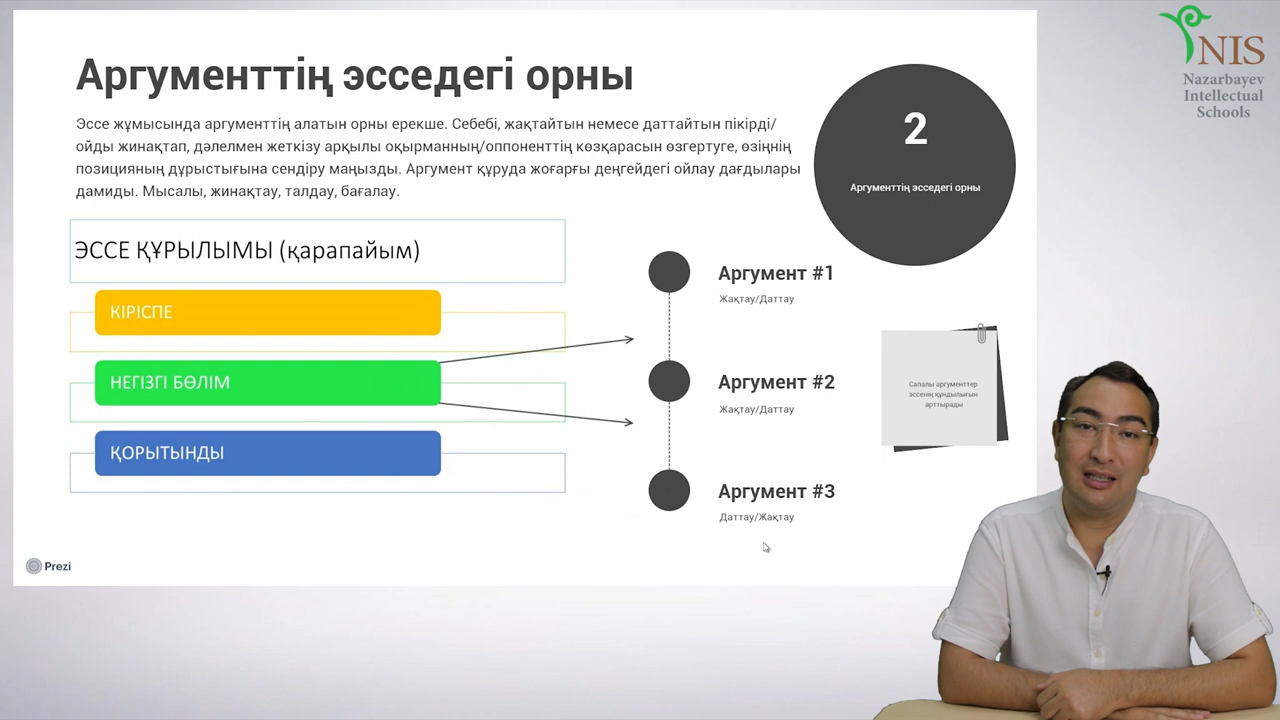 Аргументтің эсседегі орны
Эссе жұмысында аргументтің алатын орны ерекше. Себебі, жақтайтын немесе даттайтын пікірді/
ойды жинақтап, дәлелмен жеткізу арқылы оқырманның/оппоненттің көзқарасын өзгертуге, өзіңнің
позицияның дұрыстығына сендіру маңызды. Аргумент құруда жоғарғы деңгейдегі ойлау дағдылары
дамиды. Мысалы, жинақтау, талдау, бағалау.
2
Аргументтің эсседегі орны
ЭССЕ ҚҰРЫЛЫМЫ (қарапайым)
КІРІСПЕ
НЕГІЗГІ БӨЛІМ
ҚОРЫТЫНДЫ
Аргумент #1
Жақтау/Даттау
Аргумент #2
Жақтау/Даттау
Аргумент #3
Даттау/Жақтау
Сапалы аргументтер
эссенің құндылығын
арттырады
Prezi
NIS
Nazarbayev
Intellectual
Schools